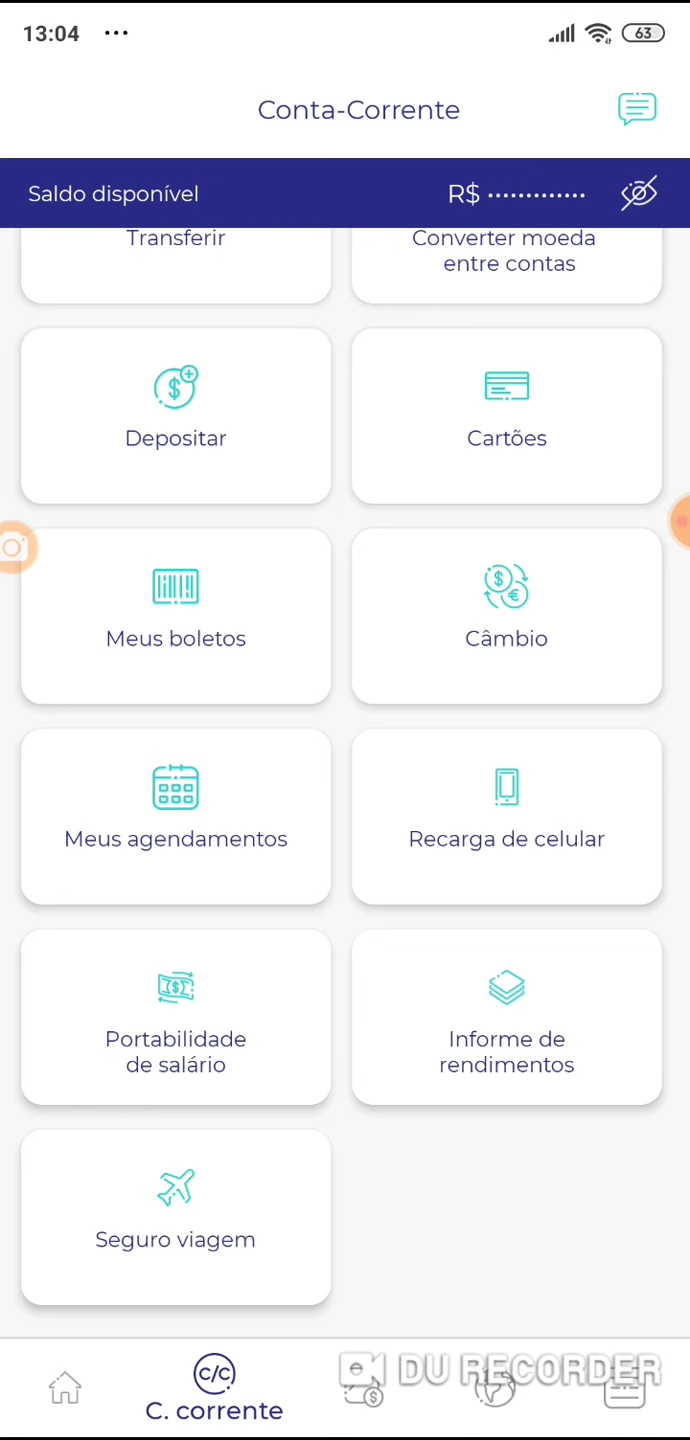 13:04 ...
63
Conta-Corrente
Saldo disponível
R$ .............
Transferir
Converter moeda
entre contas
Depositar
Cartões
Meus boletos
Câmbio
Meus agendamentos
Recarga de celular
Portabilidade
de salário
Informe de
rendimentos
Seguro viagem
C/C
C. corrente
DU RECORDER